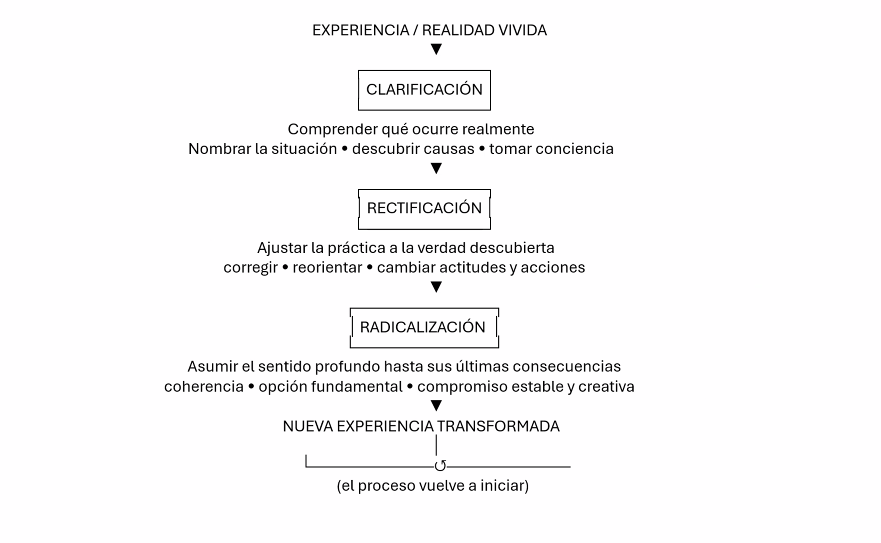 EXPERIENCIA / REALIDAD VIVIDA
▼
CLARIFICACIÓN
Comprender qué ocurre realmente
Nombrar la situación • descubrir causas • tomar conciencia
▼
RECTIFICACIÓN
Ajustar la práctica a la verdad descubierta
corregir • reorientar • cambiar actitudes y acciones
▼
RADICALIZACIÓN
Asumir el sentido profundo hasta sus últimas consecuencias
coherencia • opción fundamental • compromiso estable y creativa
▼
NUEVA EXPERIENCIA TRANSFORMADA
↺
(el proceso vuelve a iniciar)